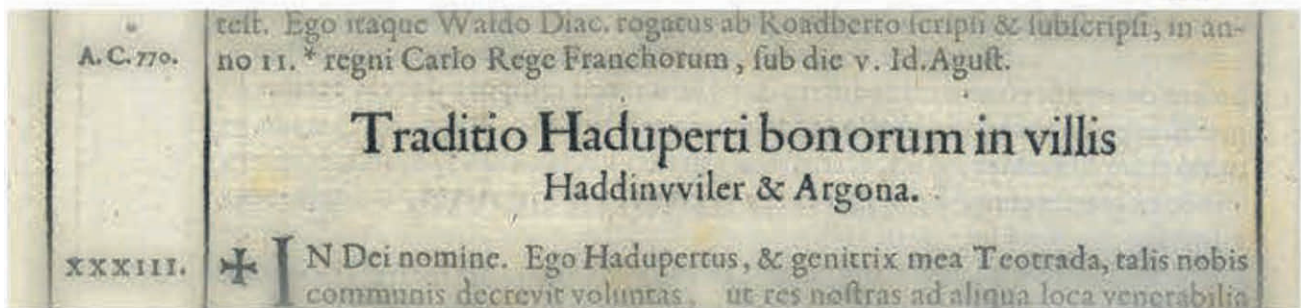 test. Ego itaque Waldo Diac. rogatus ab Roadberto scripsi & subscripsi, in an-
A. C. 770.
no 11. * regni Carlo Rege Franchorum, sub die v. Id. Agust.
Traditio Haduperti bonorum in villis
Haddinvviler & Argona.
XXXIII.
✠ IN Dei nomine. Ego Hadupertus, & genitrix mea Teotrada, talis nobis
communis decrevit voluntas, ut res nostras ad aliqua loca venerabilia